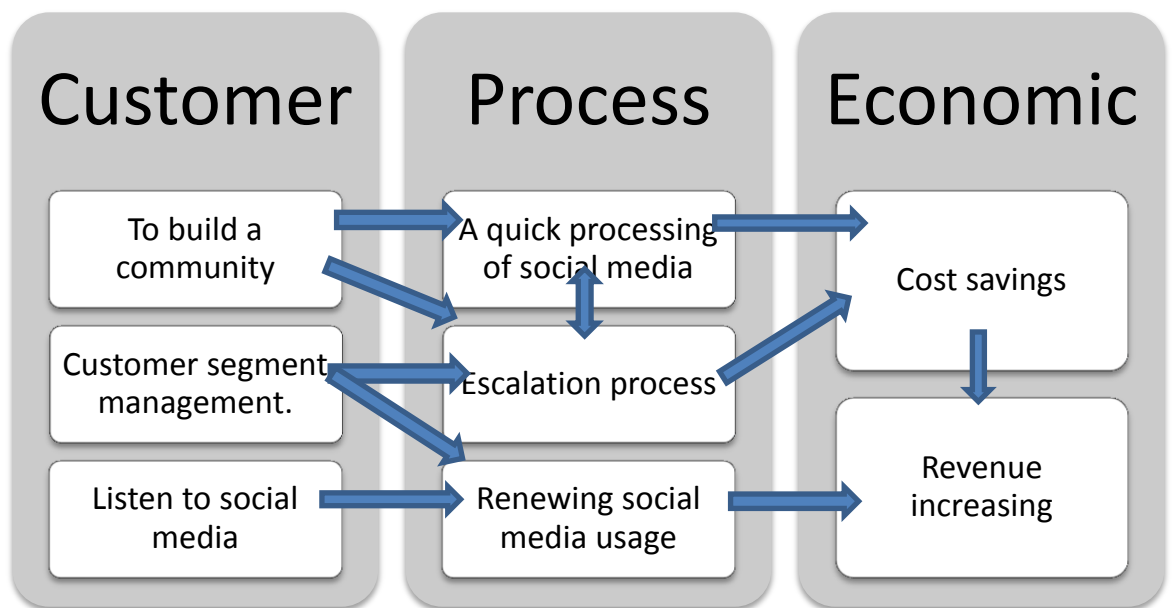 Customer
To build a
community
Customer segment
management.
Listen to social
media
Process
A quick processing
of social media
Escalation process
Renewing social
media usage
Economic
Cost savings
Revenue
increasing